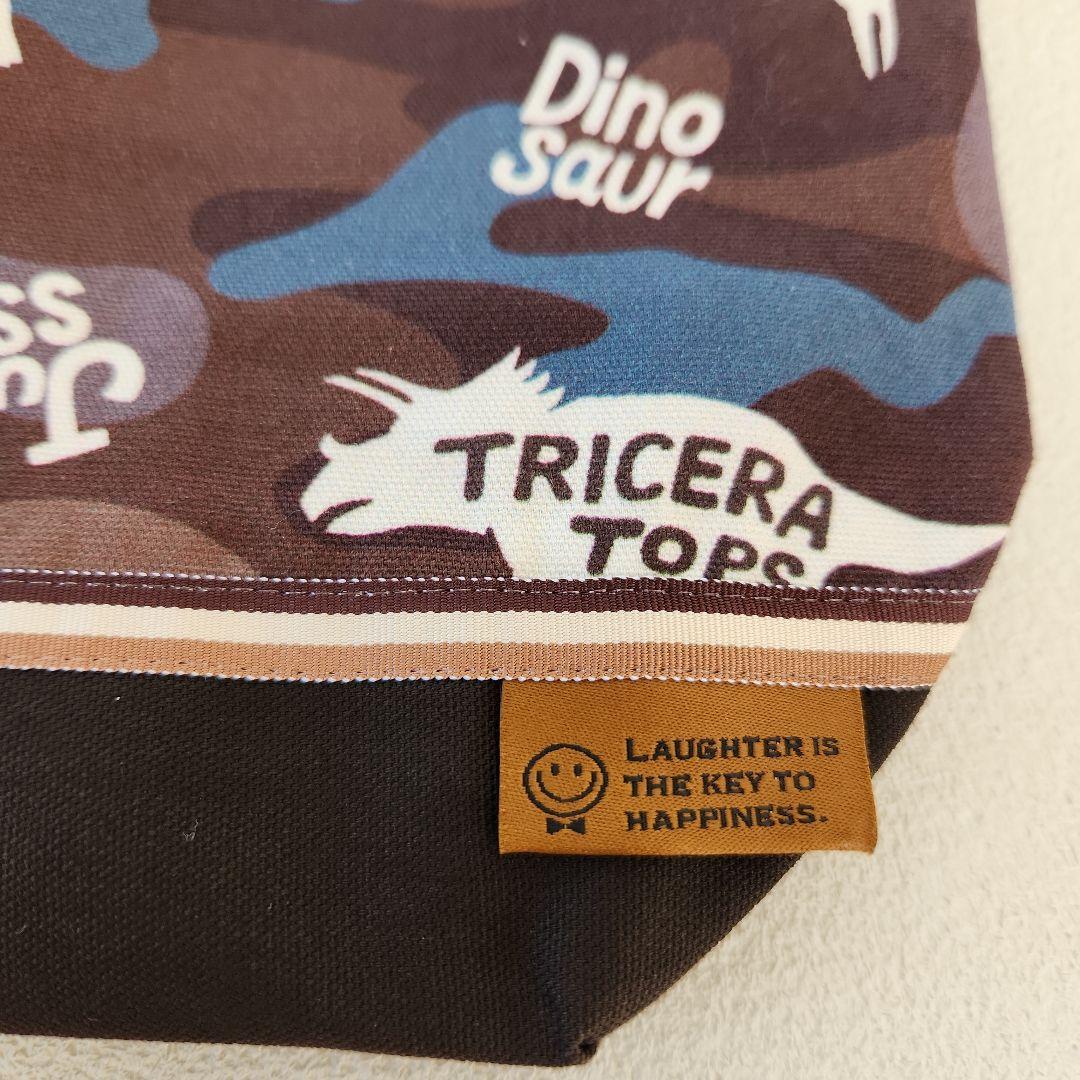 Dino
saur
TRICERA
TOPS
LAUGHTER IS
THE KEY TO
HAPPINESS.